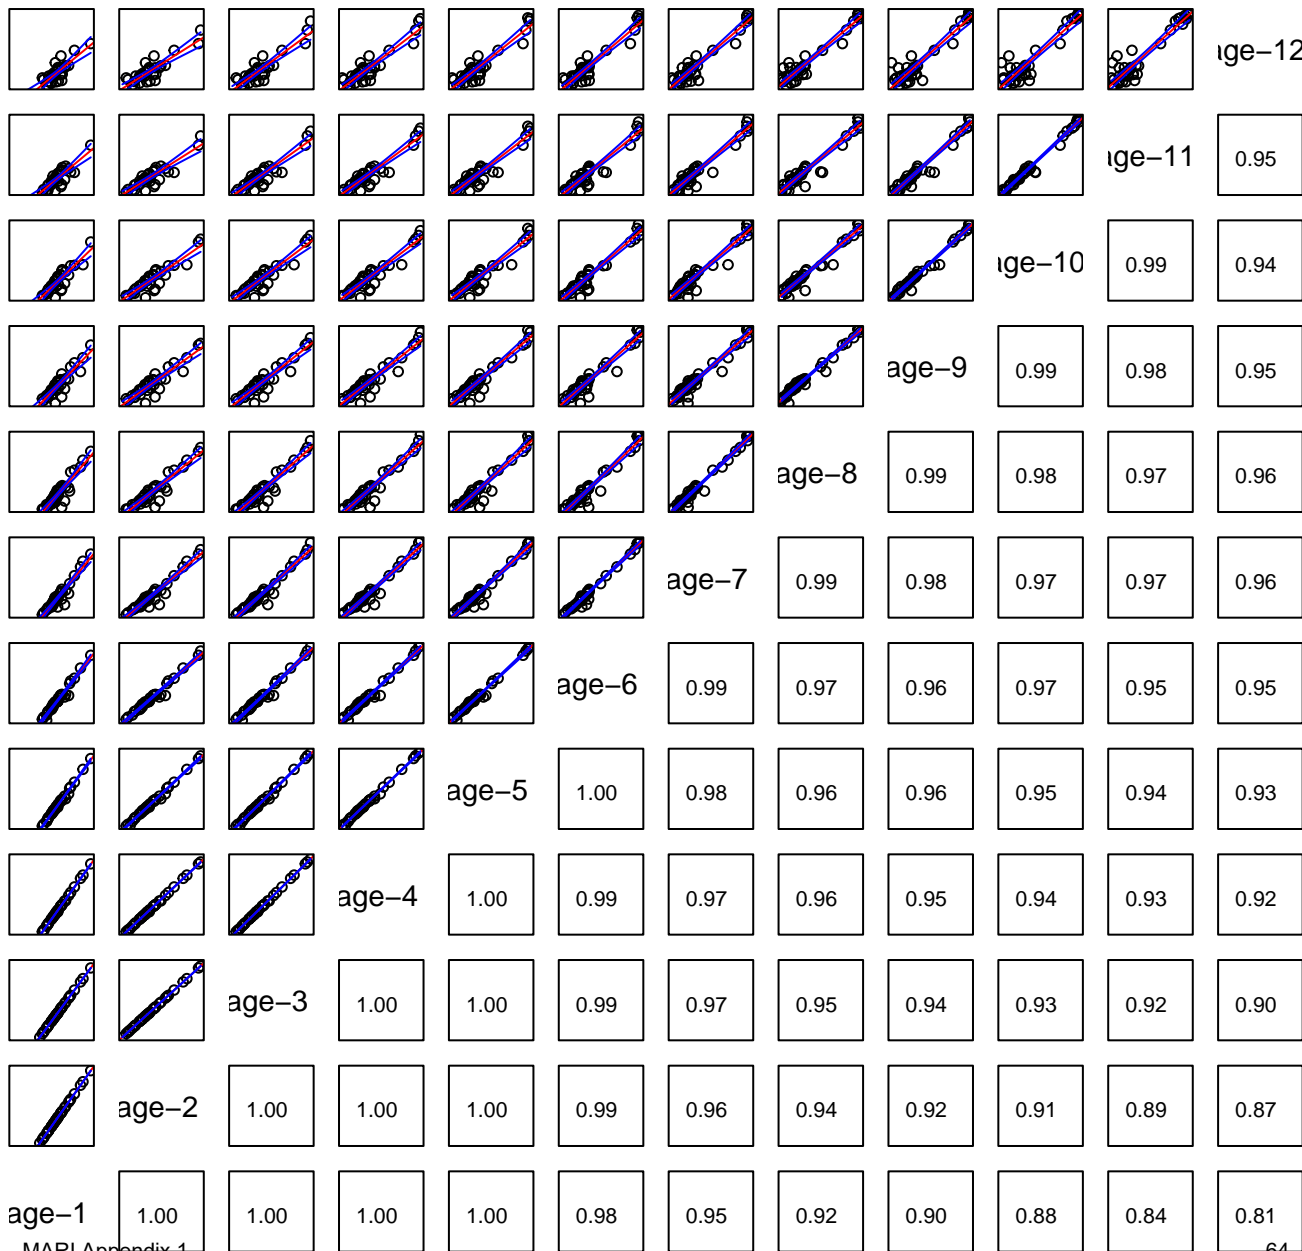 age−12
age−11 0.95
age−10 0.99 0.94
age−9 0.99 0.98 0.95
age−8 0.99 0.98 0.97 0.96
age−7 0.99 0.98 0.97 0.97 0.96
age−6 0.99 0.97 0.96 0.97 0.95 0.95
age−5 1.00 0.98 0.96 0.96 0.95 0.94 0.93
age−4 1.00 0.99 0.97 0.96 0.95 0.94 0.93 0.92
age−3 1.00 1.00 0.99 0.97 0.95 0.94 0.93 0.92 0.90
age−2 1.00 1.00 1.00 0.99 0.96 0.94 0.92 0.91 0.89 0.87
age−1 1.00 1.00 1.00 1.00 0.98 0.95 0.92 0.90 0.88 0.84 0.81
MARI Appendix 1 64